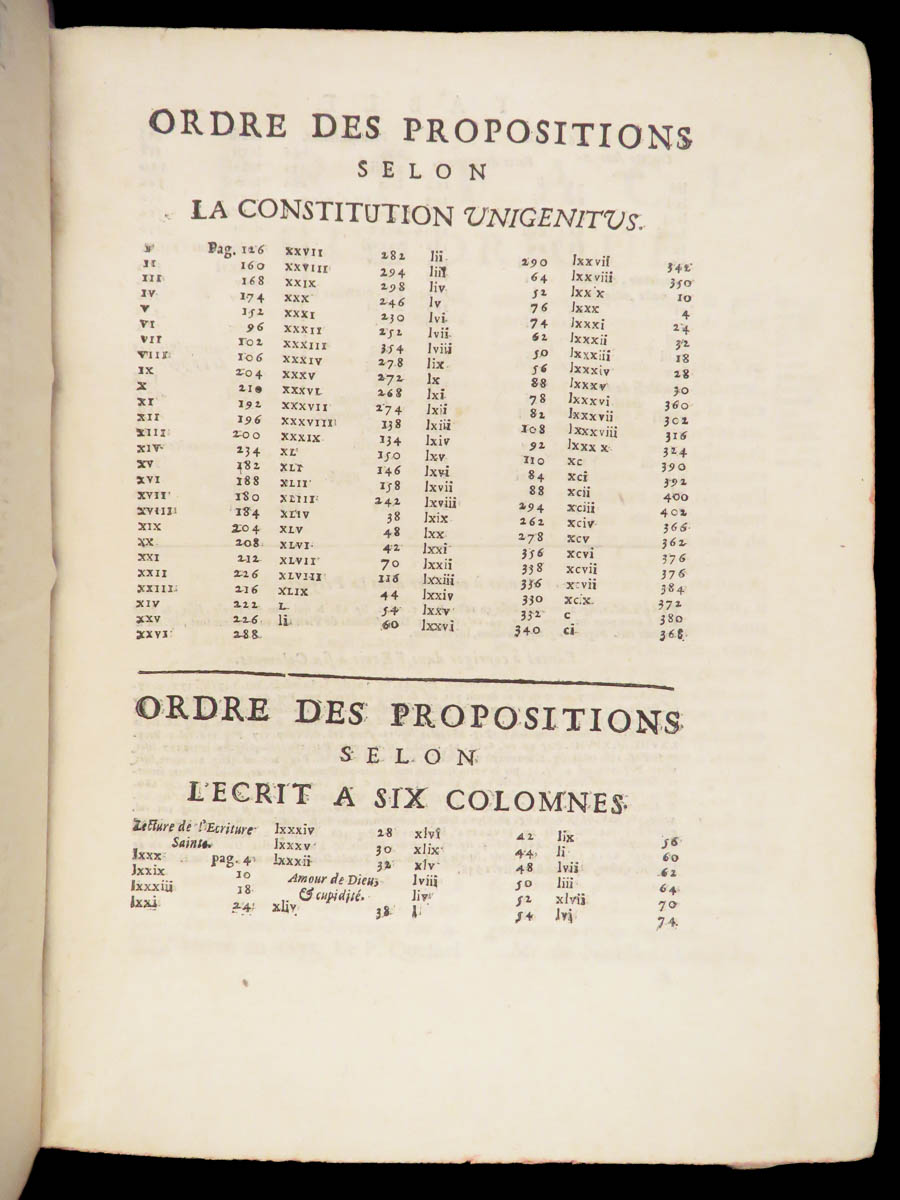 ORDRE DES PROPOSITIONS
SELON
LA CONSTITUTION UNIGENITUS.
I Pag. 126 XXVII 282 lii 290 lxxvii 342
II 160 XXVIII 294 liii 64 lxxviii 350
III 168 XXIX 298 liv 52 lxx x 10
IV 174 XXX 246 lv 76 lxxx 4
V 152 XXXI 230 lvi 74 lxxxi 24
VI 96 XXXII 252 lvii 62 lxxxii 32
VII 102 XXXIII 354 lviii 50 lxxxiii 18
VIII 106 XXXIV 278 lix 56 lxxxiv 28
IX 204 XXXV 272 lx 88 lxxxv 30
X 210 XXXVI 268 lxi 78 lxxxvi 360
XI 192 XXXVII 274 lxii 82 lxxxvii 302
XII 196 XXXVIII 138 lxiii 108 lxxxviii 316
XIII 200 XXXIX 134 lxiv 92 lxxx x 324
XIV 234 XL 150 lxv 110 xc 390
XV 182 XLI 146 lxvi 84 xci 392
XVI 188 XLII 158 lxvii 88 xcii 400
XVII 180 XLIII 242 lxviii 294 xciii 402
XVIII 184 XLIV 38 lxix 262 xciv 366
XIX 204 XLV 48 lxx 278 xcv 362
XX 208 XLVI 42 lxxi 356 xcvi 376
XXI 212 XLVII 70 lxxii 338 xcvii 376
XXII 226 XLVIII 116 lxxiii 336 xcvii 384
XXIII 216 XLIX 44 lxxiv 330 xcix 372
XIV 222 L 54 lxxv 332 c 380
XXV 226 li 60 lxxvi 340 ci 368
XXVI 288
ORDRE DES PROPOSITIONS
SELON
L'ECRIT A SIX COLOMNES
Lecture de l'Ecriture lxxxiv 28 xlvi 42 lix 56
Sainte. lxxxv 30 xlix 44 li 60
lxxx pag. 4 lxxxii 32 xlv 48 lvii 62
lxxix 10 Amour de Dieu, lviii 50 liii 64
lxxxiii 18 & cupidité. liv 52 xlvii 70
lxxi 24 xliv 38 l 54 lvi 74